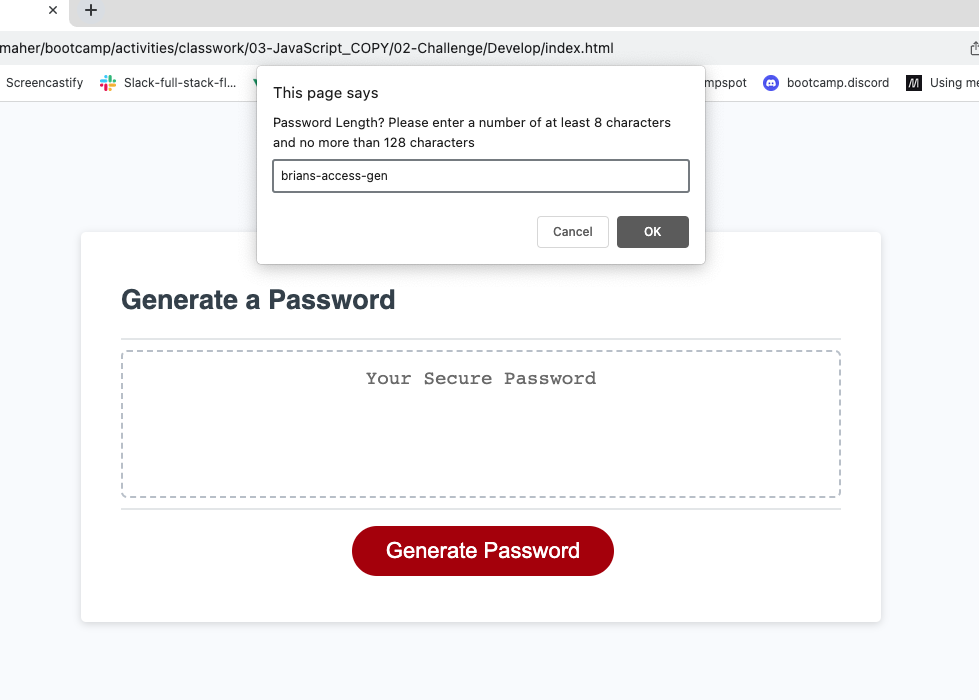 maher/bootcamp/activities/classwork/03-JavaScript_COPY/02-Challenge/Develop/index.html
Screencastify Slack-full-stack-fl... mpspot bootcamp.discord Using me
This page says
Password Length? Please enter a number of at least 8 characters
and no more than 128 characters
brians-access-gen
Cancel OK
Generate a Password
Your Secure Password
Generate Password